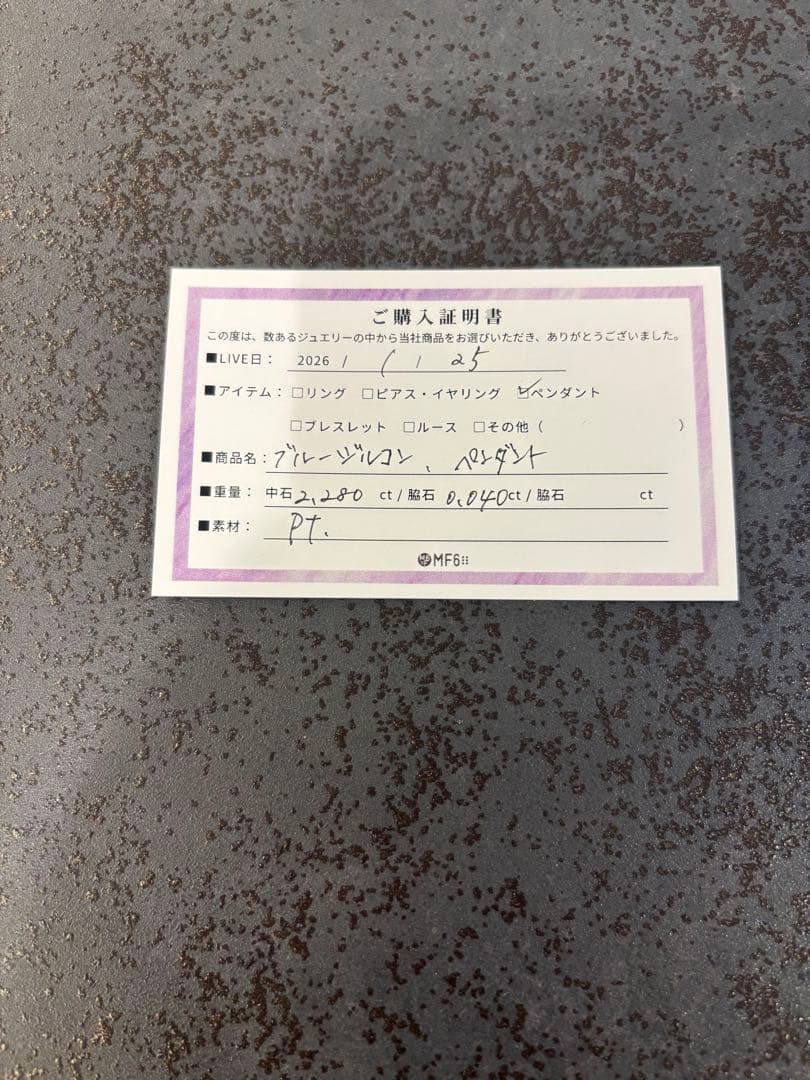 ご購入証明書
この度は、数あるジュエリーの中から当社商品をお選びいただき、ありがとうございました。
■LIVE日： 2026 / 1 / 25
■アイテム：□リング □ピアス・イヤリング ☑ペンダント
□ブレスレット □ルース □その他（ ）
■商品名：ブルージルコン、ペンダント
■重量： 中石2,280 ct / 脇石 0,040ct / 脇石 ct
■素材： Pt.
MF6